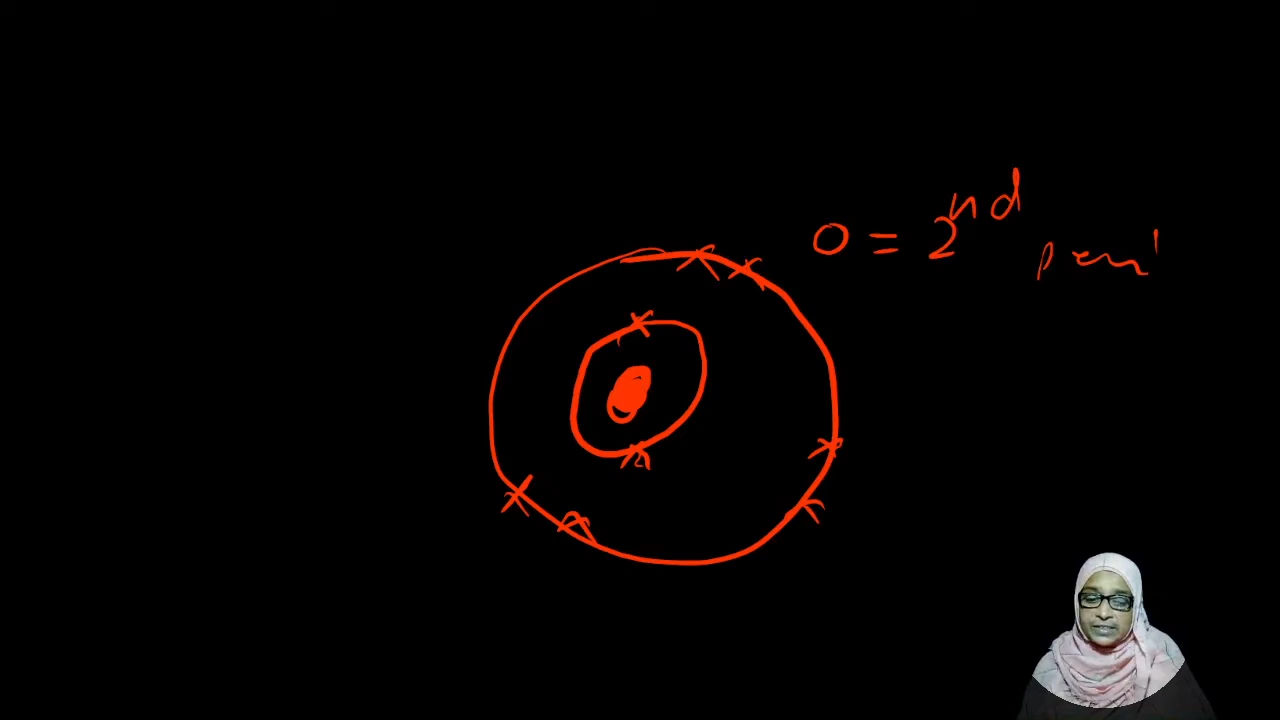 O = 2nd